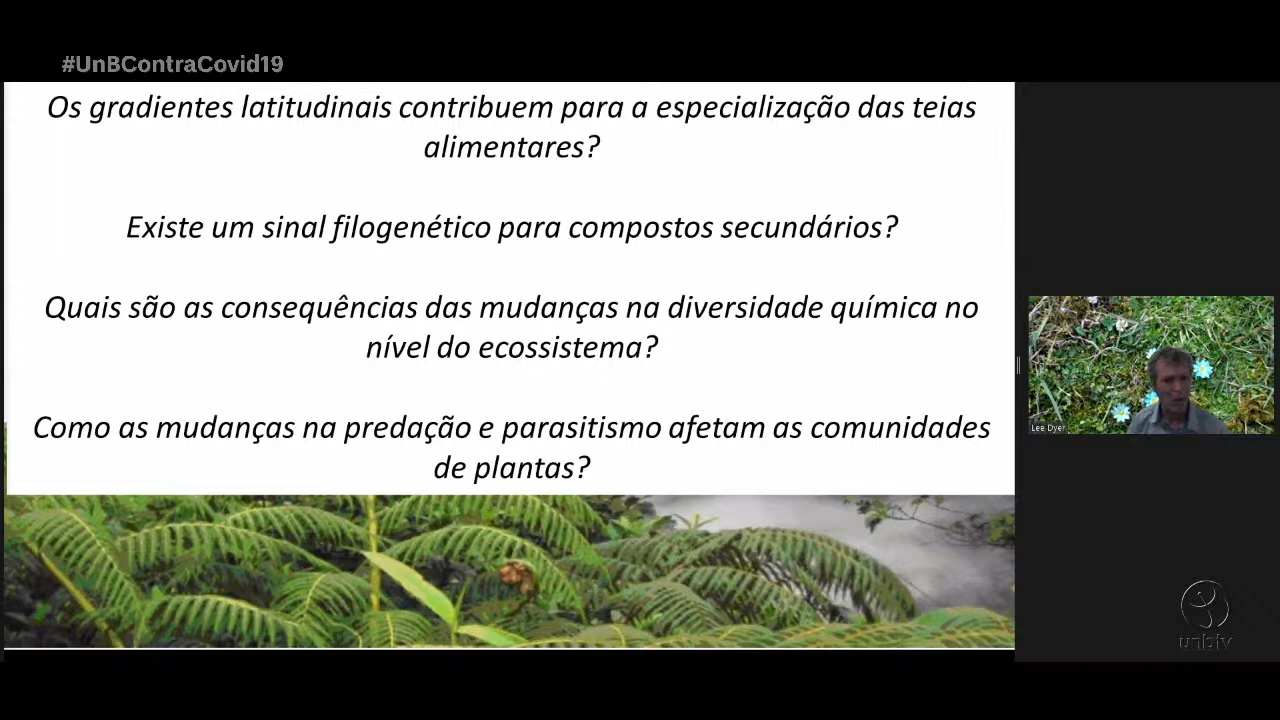 #UnBContraCovid19
Os gradientes latitudinais contribuem para a especialização das teias
alimentares?
Existe um sinal filogenético para compostos secundários?
Quais são as consequências das mudanças na diversidade química no
nível do ecossistema?
Como as mudanças na predação e parasitismo afetam as comunidades
de plantas?
Lee Dyer
unbtv